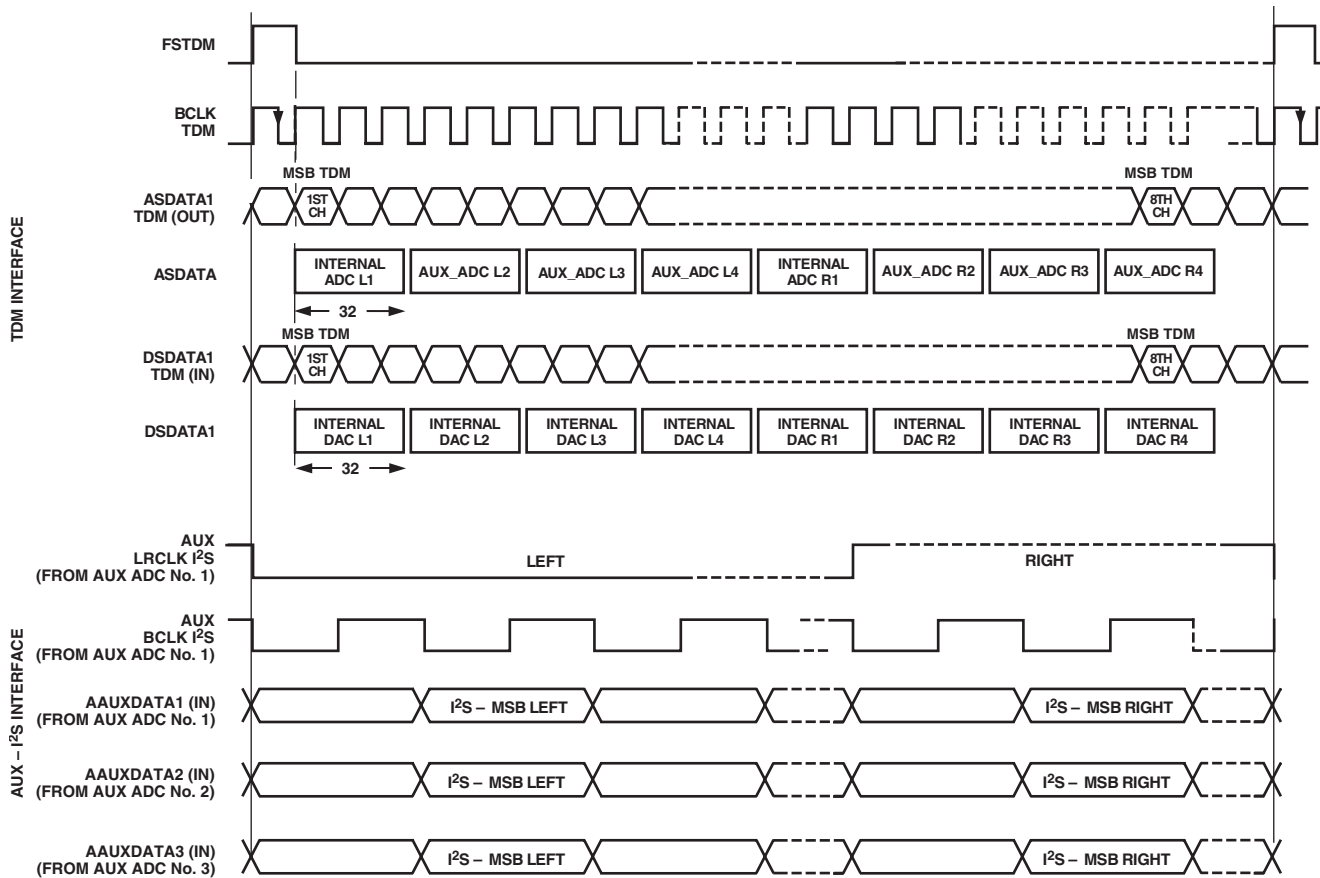 TDM INTERFACE
FSTDM
BCLK
TDM
MSB TDM
MSB TDM
ASDATA1
TDM (OUT)
1ST
CH
8TH
CH
ASDATA
INTERNAL
ADC L1
AUX_ADC L2
AUX_ADC L3
AUX_ADC L4
INTERNAL
ADC R1
AUX_ADC R2
AUX_ADC R3
AUX_ADC R4
32
MSB TDM
MSB TDM
DSDATA1
TDM (IN)
1ST
CH
8TH
CH
DSDATA1
INTERNAL
DAC L1
INTERNAL
DAC L2
INTERNAL
DAC L3
INTERNAL
DAC L4
INTERNAL
DAC R1
INTERNAL
DAC R2
INTERNAL
DAC R3
INTERNAL
DAC R4
32
AUX – I²S INTERFACE
AUX
LRCLK I²S
(FROM AUX ADC No. 1)
LEFT
RIGHT
AUX
BCLK I²S
(FROM AUX ADC No. 1)
AAUXDATA1 (IN)
(FROM AUX ADC No. 1)
I²S – MSB LEFT
I²S – MSB RIGHT
AAUXDATA2 (IN)
(FROM AUX ADC No. 2)
I²S – MSB LEFT
I²S – MSB RIGHT
AAUXDATA3 (IN)
(FROM AUX ADC No. 3)
I²S – MSB LEFT
I²S – MSB RIGHT